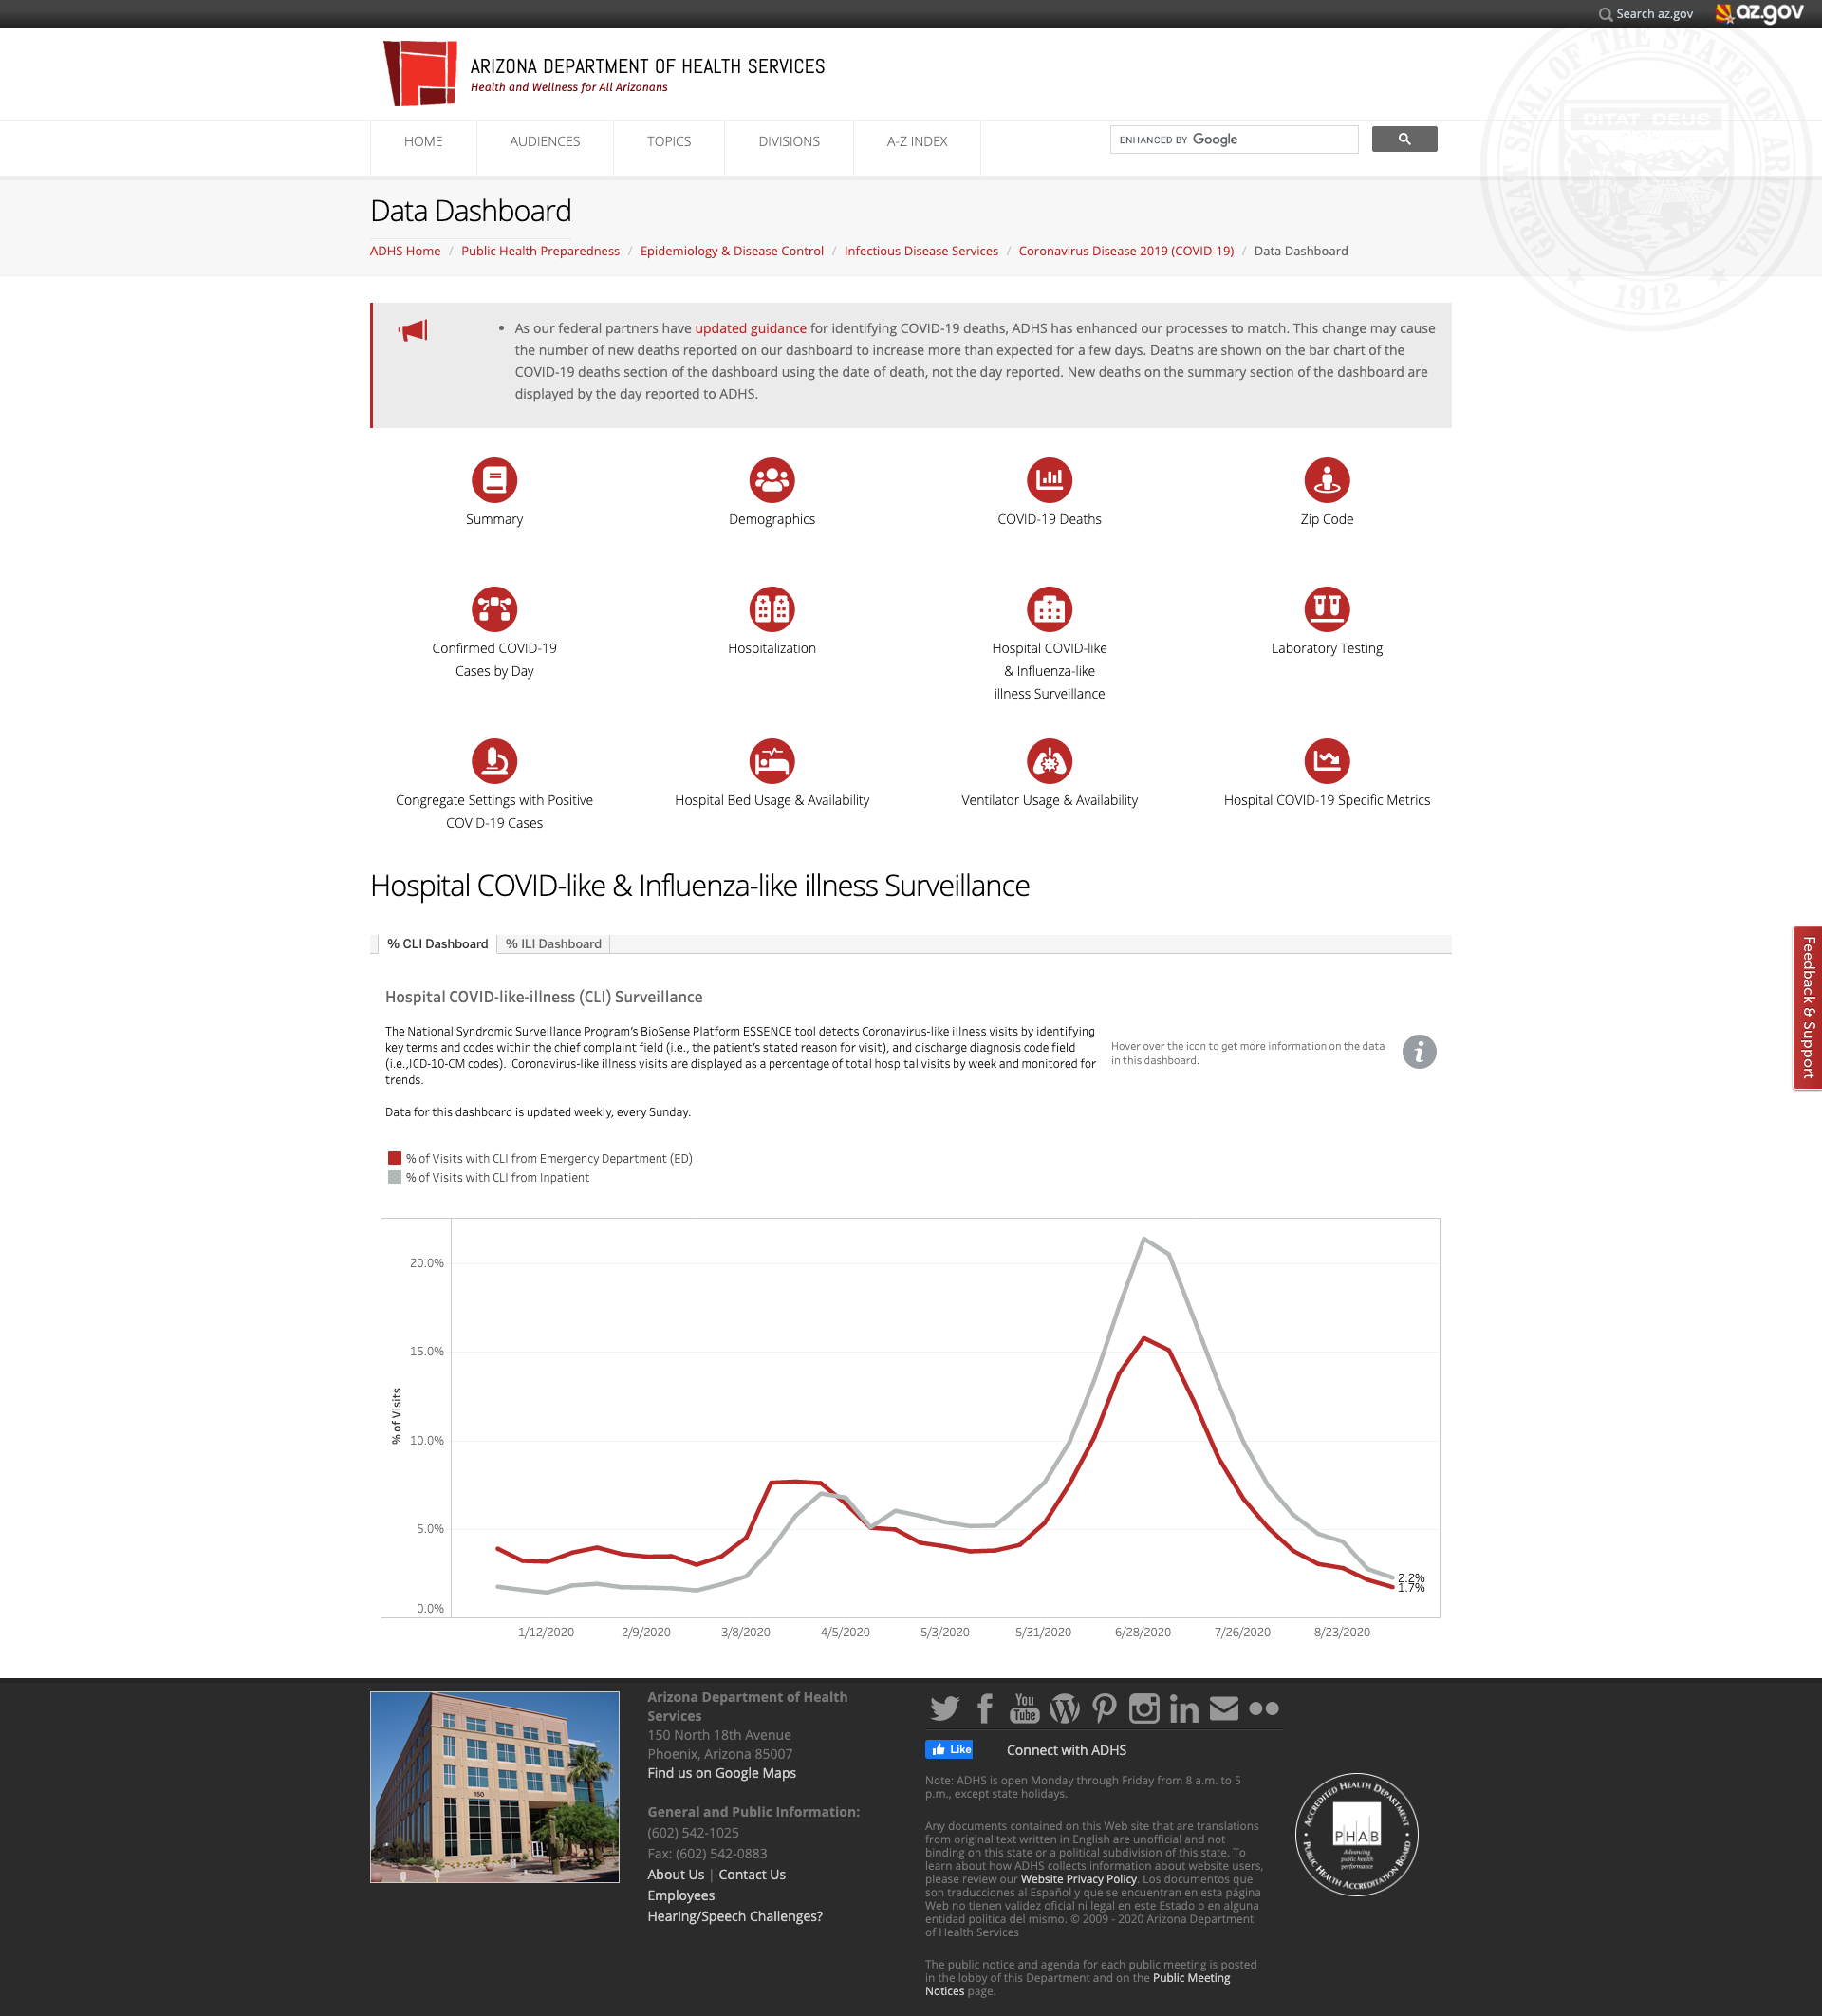 Search az.gov
az.gov
ARIZONA DEPARTMENT OF HEALTH SERVICES
Health and Wellness for All Arizonans
HOME
AUDIENCES
TOPICS
DIVISIONS
A-Z INDEX
ENHANCED BY Google
GREAT SEAL OF THE STATE OF ARIZONA
DITAT DEUS
1912
Data Dashboard
ADHS Home / Public Health Preparedness / Epidemiology & Disease Control / Infectious Disease Services / Coronavirus Disease 2019 (COVID-19) / Data Dashboard
• As our federal partners have updated guidance for identifying COVID-19 deaths, ADHS has enhanced our processes to match. This change may cause
the number of new deaths reported on our dashboard to increase more than expected for a few days. Deaths are shown on the bar chart of the
COVID-19 deaths section of the dashboard using the date of death, not the day reported. New deaths on the summary section of the dashboard are
displayed by the day reported to ADHS.
Summary
Demographics
COVID-19 Deaths
Zip Code
Confirmed COVID-19
Cases by Day
Hospitalization
Hospital COVID-like
& Influenza-like
illness Surveillance
Laboratory Testing
Congregate Settings with Positive
COVID-19 Cases
Hospital Bed Usage & Availability
Ventilator Usage & Availability
Hospital COVID-19 Specific Metrics
Hospital COVID-like & Influenza-like illness Surveillance
% CLI Dashboard
% ILI Dashboard
Feedback & Support
Hospital COVID-like-illness (CLI) Surveillance
The National Syndromic Surveillance Program's BioSense Platform ESSENCE tool detects Coronavirus-like illness visits by identifying
key terms and codes within the chief complaint field (i.e., the patient's stated reason for visit), and discharge diagnosis code field
(i.e.,ICD-10-CM codes).  Coronavirus-like illness visits are displayed as a percentage of total hospital visits by week and monitored for
trends.
Hover over the icon to get more information on the data
in this dashboard.
Data for this dashboard is updated weekly, every Sunday.
% of Visits with CLI from Emergency Department (ED)
% of Visits with CLI from Inpatient
% of Visits
20.0%
15.0%
10.0%
5.0%
0.0%
2.2%
1.7%
1/12/2020
2/9/2020
3/8/2020
4/5/2020
5/3/2020
5/31/2020
6/28/2020
7/26/2020
8/23/2020
150
Arizona Department of Health
Services
150 North 18th Avenue
Phoenix, Arizona 85007
Find us on Google Maps
General and Public Information:
(602) 542-1025
Fax: (602) 542-0883
About Us | Contact Us
Employees
Hearing/Speech Challenges?
You
Tube
Like
Connect with ADHS
Note: ADHS is open Monday through Friday from 8 a.m. to 5
p.m., except state holidays.
Any documents contained on this Web site that are translations
from original text written in English are unofficial and not
binding on this state or a political subdivision of this state. To
learn about how ADHS collects information about website users,
please review our Website Privacy Policy. Los documentos que
son traducciones al Español y que se encuentran en esta página
Web no tienen validez oficial ni legal en este Estado o en alguna
entidad politica del mismo. © 2009 - 2020 Arizona Department
of Health Services
The public notice and agenda for each public meeting is posted
in the lobby of this Department and on the Public Meeting
Notices page.
ACCREDITED HEALTH DEPARTMENT
PHAB
Advancing
public health
performance
PUBLIC HEALTH ACCREDITATION BOARD